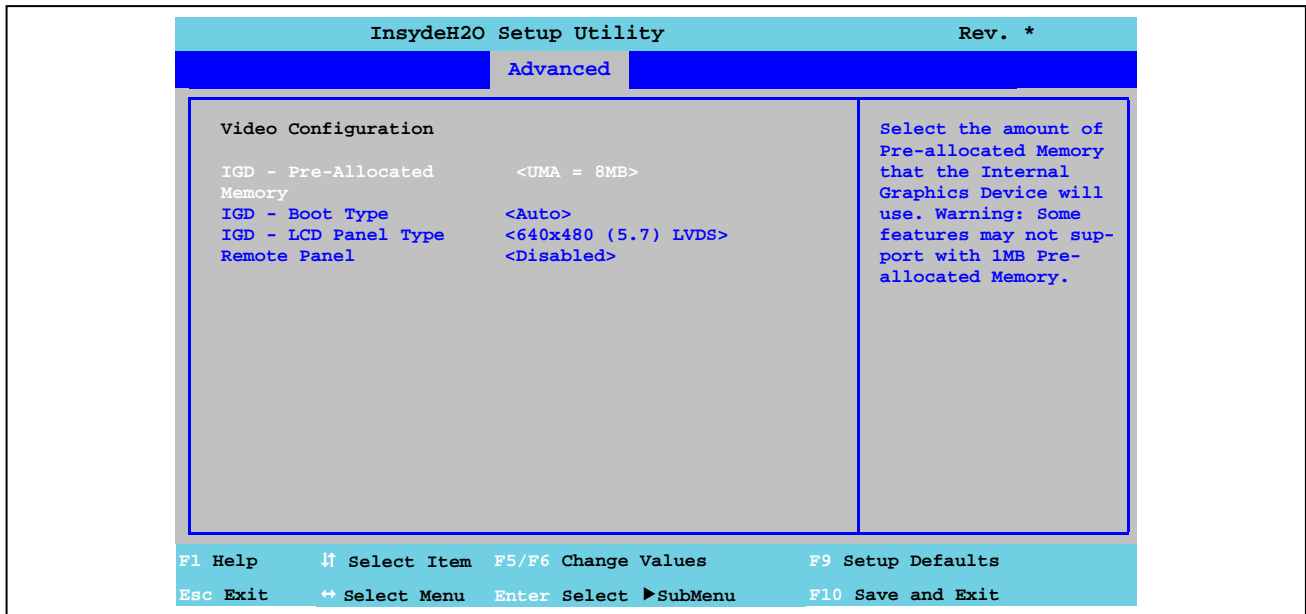 InsydeH2O Setup Utility Rev. *
Advanced
Video Configuration
IGD - Pre-Allocated Memory <UMA = 8MB>
IGD - Boot Type <Auto>
IGD - LCD Panel Type <640x480 (5.7) LVDS>
Remote Panel <Disabled>
Select the amount of
Pre-allocated Memory
that the Internal
Graphics Device will
use. Warning: Some
features may not sup-
port with 1MB Pre-
allocated Memory.
F1 Help ↓↑ Select Item F5/F6 Change Values F9 Setup Defaults
Esc Exit ↔ Select Menu Enter Select ▶SubMenu F10 Save and Exit